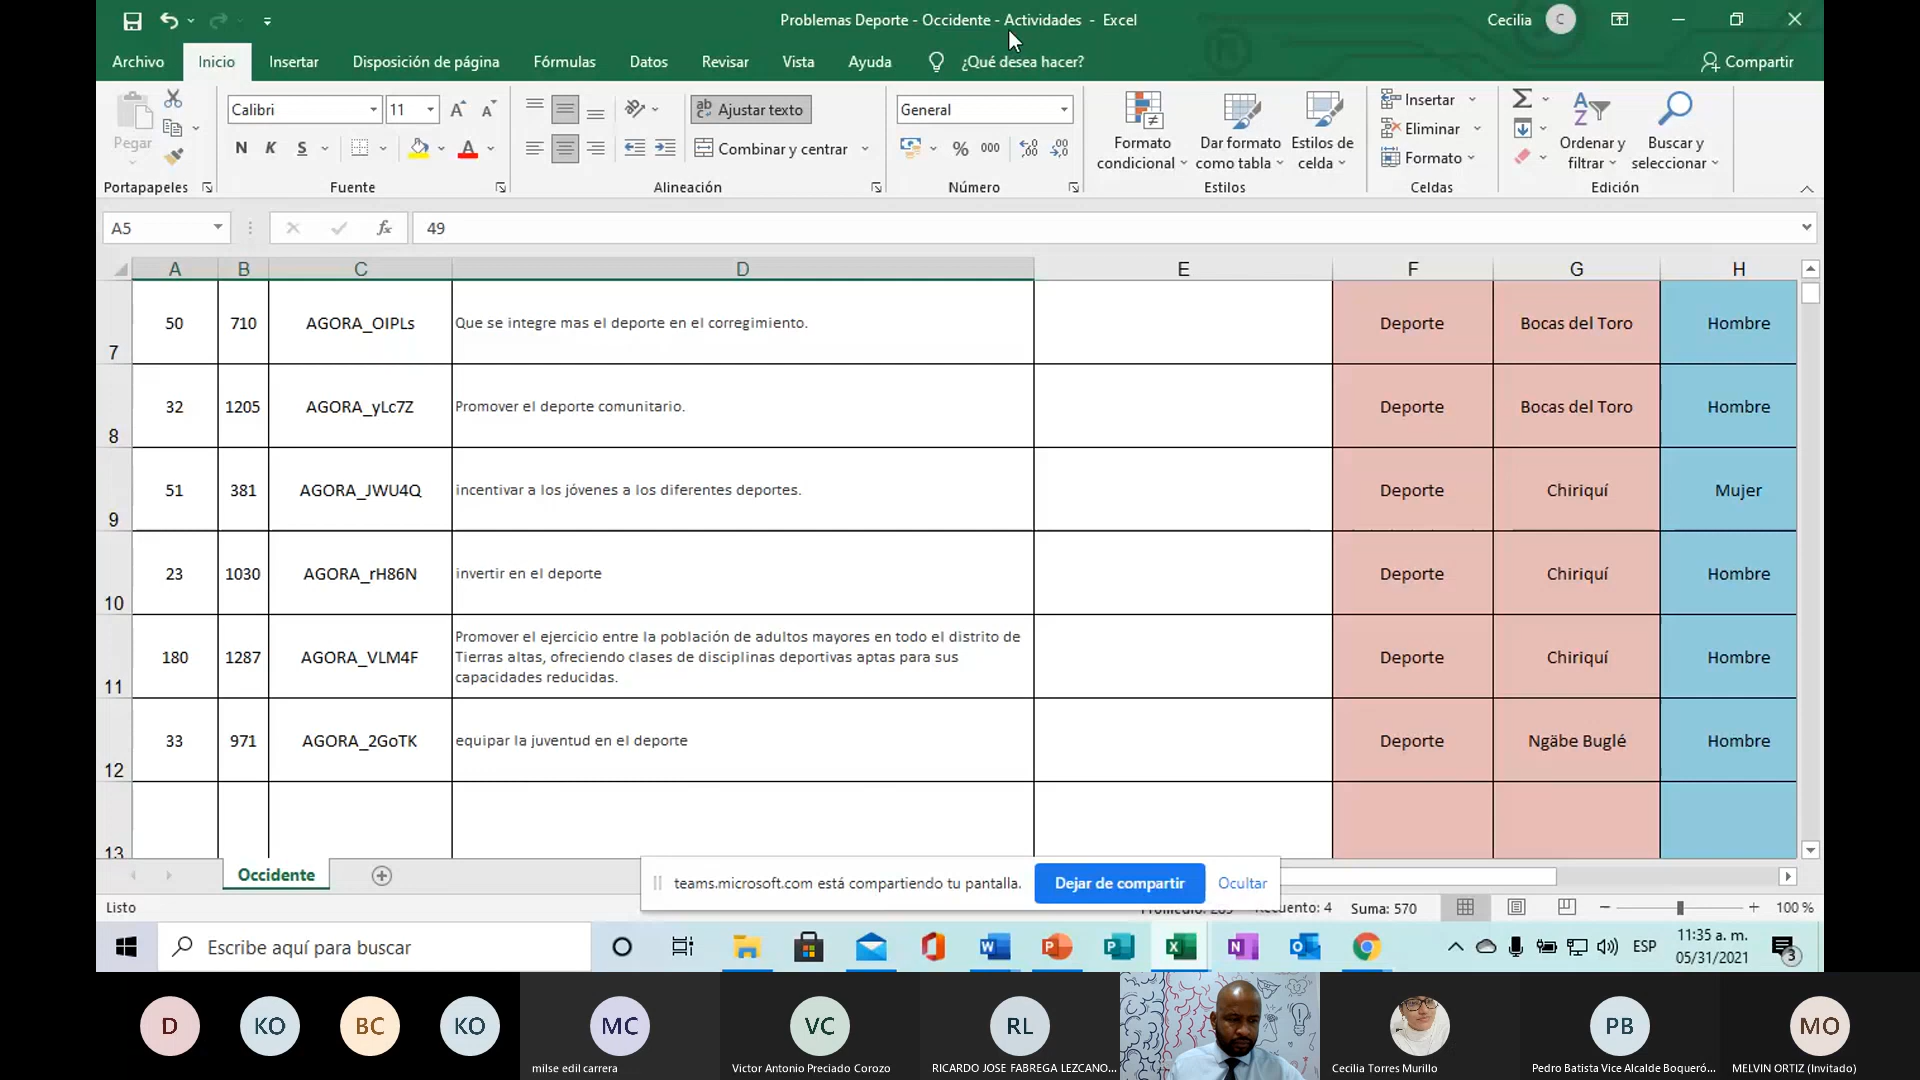 Problemas Deporte - Occidente - Actividades - Excel
Cecilia
C
Archivo
Inicio
Insertar
Disposición de página
Fórmulas
Datos
Revisar
Vista
Ayuda
¿Qué desea hacer?
Compartir
Pegar
Portapapeles
Calibri
11
N K S
Fuente
Ajustar texto
Combinar y centrar
Alineación
General
% 000
Número
Formato condicional
Dar formato como tabla
Estilos de celda
Estilos
Insertar
Eliminar
Formato
Celdas
Ordenar y filtrar
Buscar y seleccionar
Edición
A5
fx
49
A B C D E F G H
7 50 710 AGORA_OIPLs Que se integre mas el deporte en el corregimiento. Deporte Bocas del Toro Hombre
8 32 1205 AGORA_yLc7Z Promover el deporte comunitario. Deporte Bocas del Toro Hombre
9 51 381 AGORA_JWU4Q incentivar a los jóvenes a los diferentes deportes. Deporte Chiriquí Mujer
10 23 1030 AGORA_rH86N invertir en el deporte Deporte Chiriquí Hombre
11 180 1287 AGORA_VLM4F Promover el ejercicio entre la población de adultos mayores en todo el distrito de
Tierras altas, ofreciendo clases de disciplinas deportivas aptas para sus
capacidades reducidas. Deporte Chiriquí Hombre
12 33 971 AGORA_2GoTK equipar la juventud en el deporte Deporte Ngäbe Buglé Hombre
13
Occidente
teams.microsoft.com está compartiendo tu pantalla.
Dejar de compartir
Ocultar
Listo
Recuento: 4
Suma: 570
100 %
Escribe aquí para buscar
ESP
11:35 a. m.
05/31/2021
3
D
KO
BC
KO
MC
milse edil carrera
VC
Victor Antonio Preciado Corozo
RL
RICARDO JOSE FABREGA LEZCANO...
Cecilia Torres Murillo
PB
Pedro Batista Vice Alcalde Boqueró...
MO
MELVIN ORTIZ (Invitado)